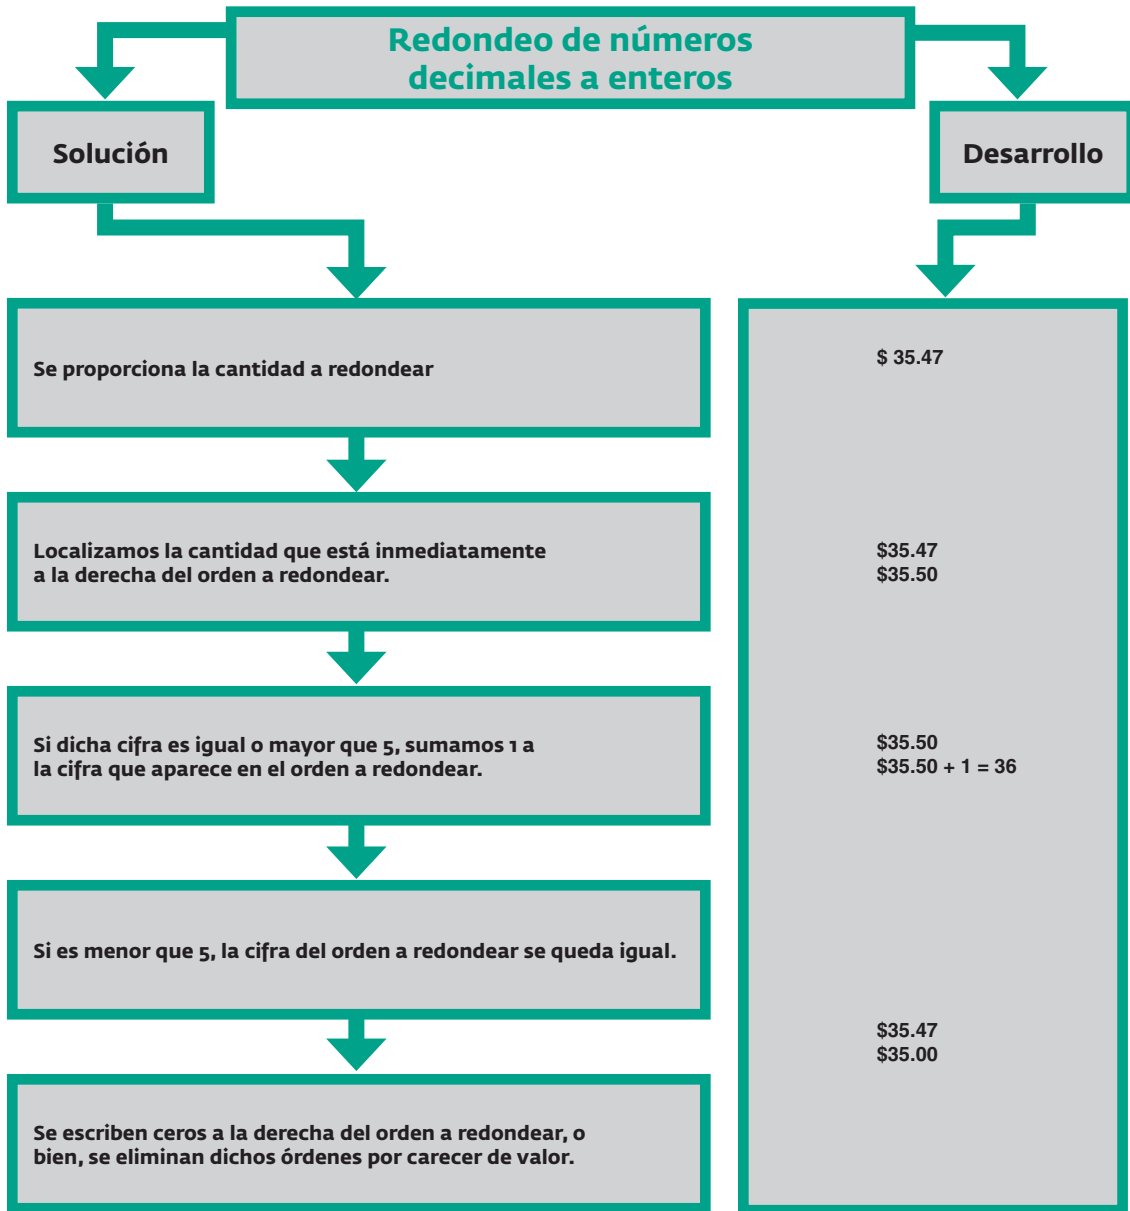 Redondeo de números
decimales a enteros
Solución
Desarrollo
Se proporciona la cantidad a redondear
$ 35.47
Localizamos la cantidad que está inmediatamente
a la derecha del orden a redondear.
$35.47
$35.50
Si dicha cifra es igual o mayor que 5, sumamos 1 a
la cifra que aparece en el orden a redondear.
$35.50
$35.50 + 1 = 36
Si es menor que 5, la cifra del orden a redondear se queda igual.
$35.47
$35.00
Se escriben ceros a la derecha del orden a redondear, o
bien, se eliminan dichos órdenes por carecer de valor.